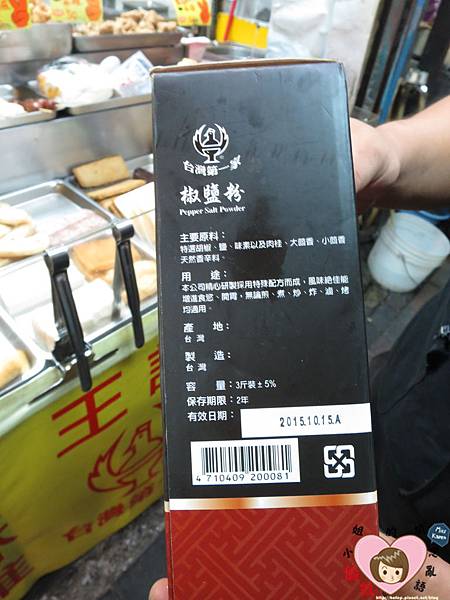 台灣第一家
椒鹽粉
Pepper Salt Powder
主要原料：
特選胡椒、鹽、味素以及肉桂、大茴香、小茴香
天然香辛料。
用　途：
本公司精心研製採用特殊配方而成，風味絕佳能
增進食慾、開胃，無論煎、煮、炒、炸、滷、烤
均適用。
產　地：
台 灣
製　造：
台 灣
容　量：3斤裝±5%
保存期限：2年
有效日期：
2015.10.15.A
4 710409 200081
王
台灣第